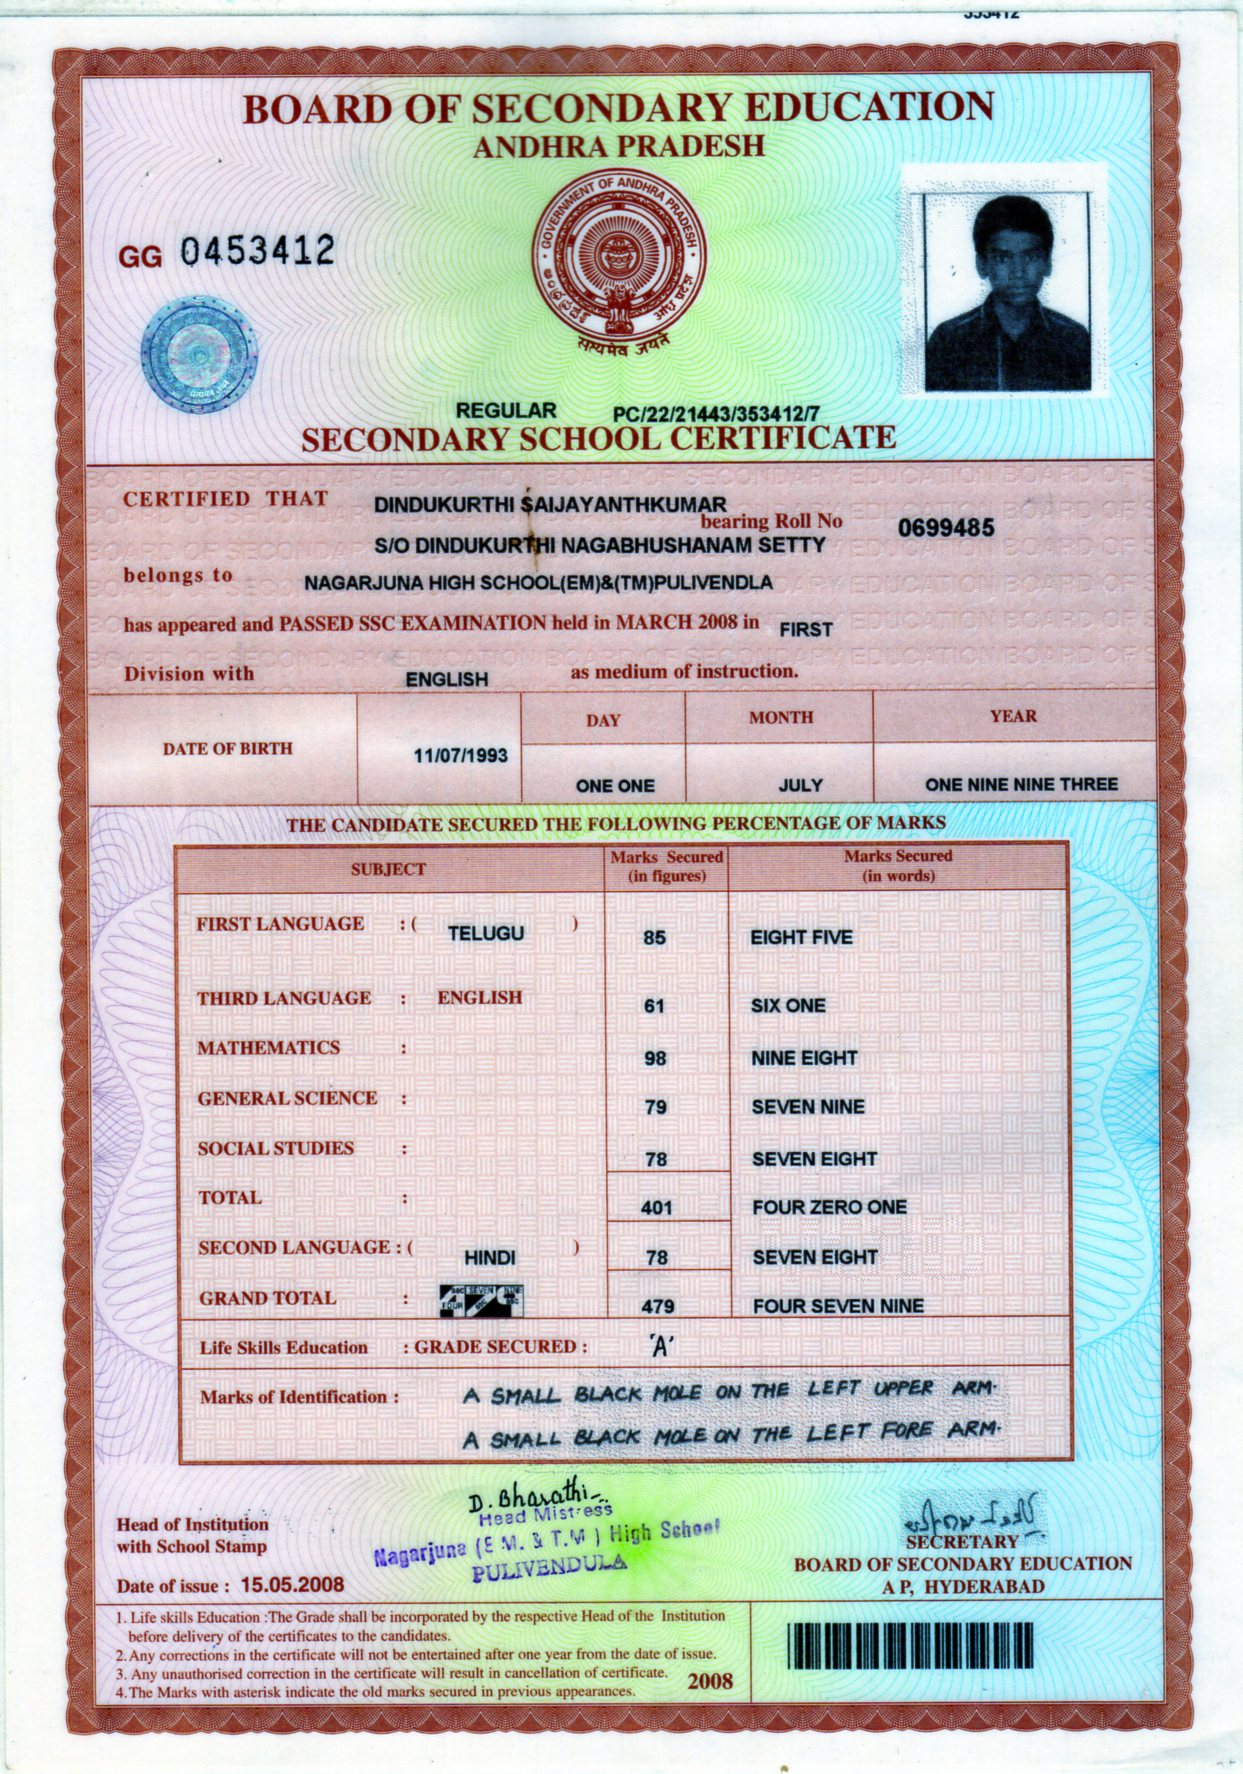 BOARD OF SECONDARY EDUCATION
ANDHRA PRADESH
GOVERNMENT OF ANDHRA PRADESH
ఆంధ్రప్రదేశ్ आंध्र प्रदेश
सत्यमेव जयते
GG 0453412
REGULAR PC/22/21443/353412/7
SECONDARY SCHOOL CERTIFICATE
CERTIFIED THAT DINDUKURTHI SAIJAYANTHKUMAR
bearing Roll No 0699485
S/O DINDUKURTHI NAGABHUSHANAM SETTY
belongs to NAGARJUNA HIGH SCHOOL(EM)&(TM)PULIVENDLA
has appeared and PASSED SSC EXAMINATION held in MARCH 2008 in FIRST
Division with ENGLISH as medium of instruction.
DAY MONTH YEAR
DATE OF BIRTH 11/07/1993
ONE ONE JULY ONE NINE NINE THREE
THE CANDIDATE SECURED THE FOLLOWING PERCENTAGE OF MARKS
SUBJECT Marks Secured (in figures) Marks Secured (in words)
FIRST LANGUAGE : ( TELUGU ) 85 EIGHT FIVE
THIRD LANGUAGE : ENGLISH 61 SIX ONE
MATHEMATICS : 98 NINE EIGHT
GENERAL SCIENCE : 79 SEVEN NINE
SOCIAL STUDIES : 78 SEVEN EIGHT
TOTAL : 401 FOUR ZERO ONE
SECOND LANGUAGE : ( HINDI ) 78 SEVEN EIGHT
GRAND TOTAL : 479 FOUR SEVEN NINE
Life Skills Education : GRADE SECURED : 'A'
Marks of Identification : A SMALL BLACK MOLE ON THE LEFT UPPER ARM.
A SMALL BLACK MOLE ON THE LEFT FORE ARM.
D. Bharathi
Head Mistress
Nagarjuna (E.M. & T.M) High School
PULIVENDULA
Head of Institution
with School Stamp
Date of issue : 15.05.2008
SECRETARY
BOARD OF SECONDARY EDUCATION
A P, HYDERABAD
1. Life skills Education :The Grade shall be incorporated by the respective Head of the Institution
before delivery of the certificates to the candidates.
2. Any corrections in the certificate will not be entertained after one year from the date of issue.
3. Any unauthorised correction in the certificate will result in cancellation of certificate.
4. The Marks with asterisk indicate the old marks secured in previous appearances.
2008